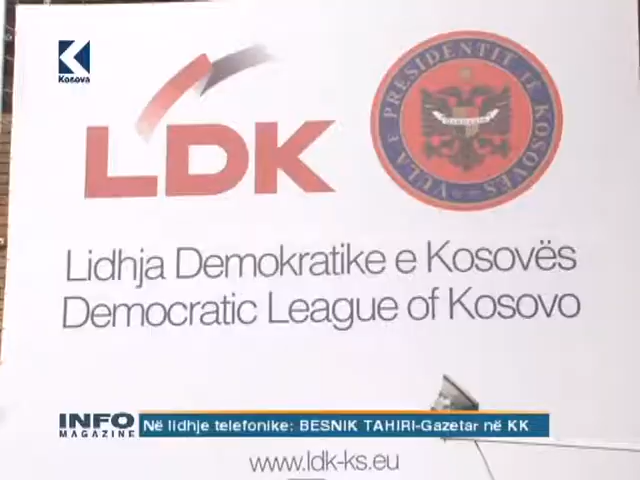 Kosova
LDK
VULA E PRESIDENTIT TË KOSOVËS
Lidhja Demokratike e Kosovës
Democratic League of Kosovo
INFO
MAGAZINE
Në lidhje telefonike: BESNIK TAHIRI-Gazetar në KK
www.ldk-ks.eu